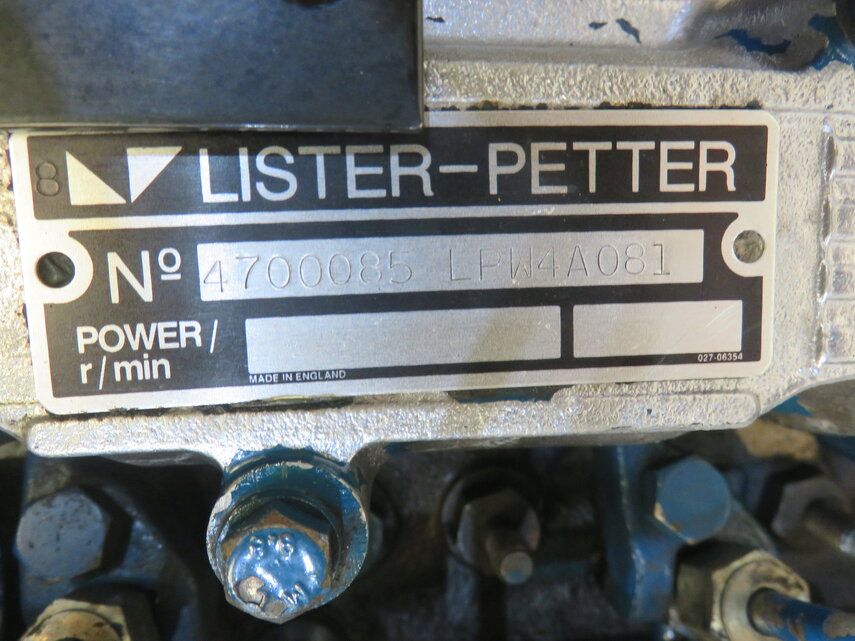 8 LISTER-PETTER
Nº 4700085 LPW4A081
POWER/
r/min
MADE IN ENGLAND
027-06354